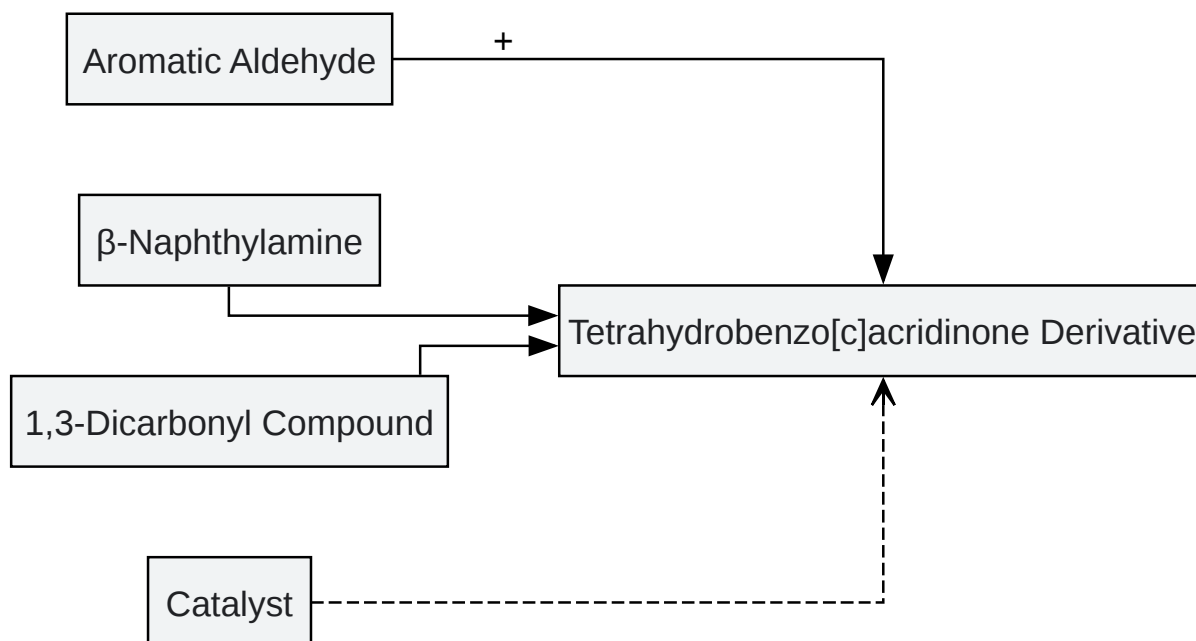 Aromatic Aldehyde
+
β-Naphthylamine
Tetrahydrobenzo[c]acridinone Derivative
1,3-Dicarbonyl Compound
Catalyst